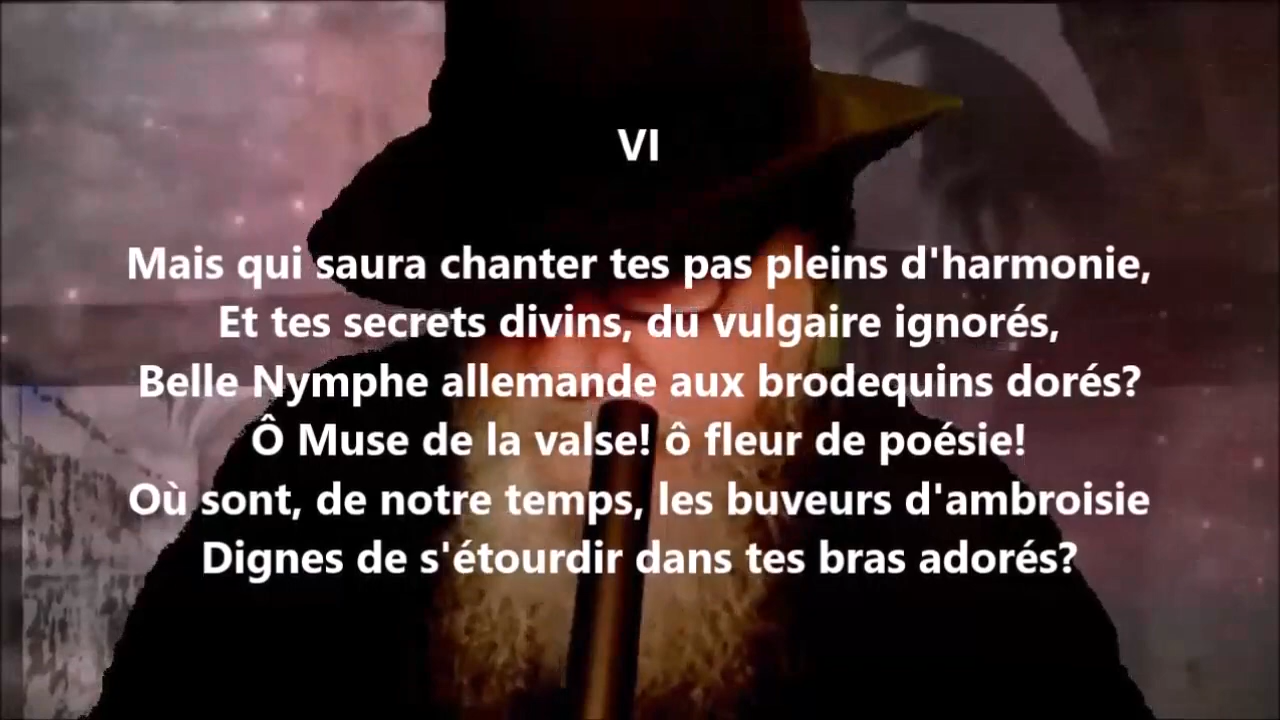 VI
Mais qui saura chanter tes pas pleins d'harmonie,
Et tes secrets divins, du vulgaire ignorés,
Belle Nymphe allemande aux brodequins dorés?
Ô Muse de la valse! ô fleur de poésie!
Où sont, de notre temps, les buveurs d'ambroisie
Dignes de s'étourdir dans tes bras adorés?